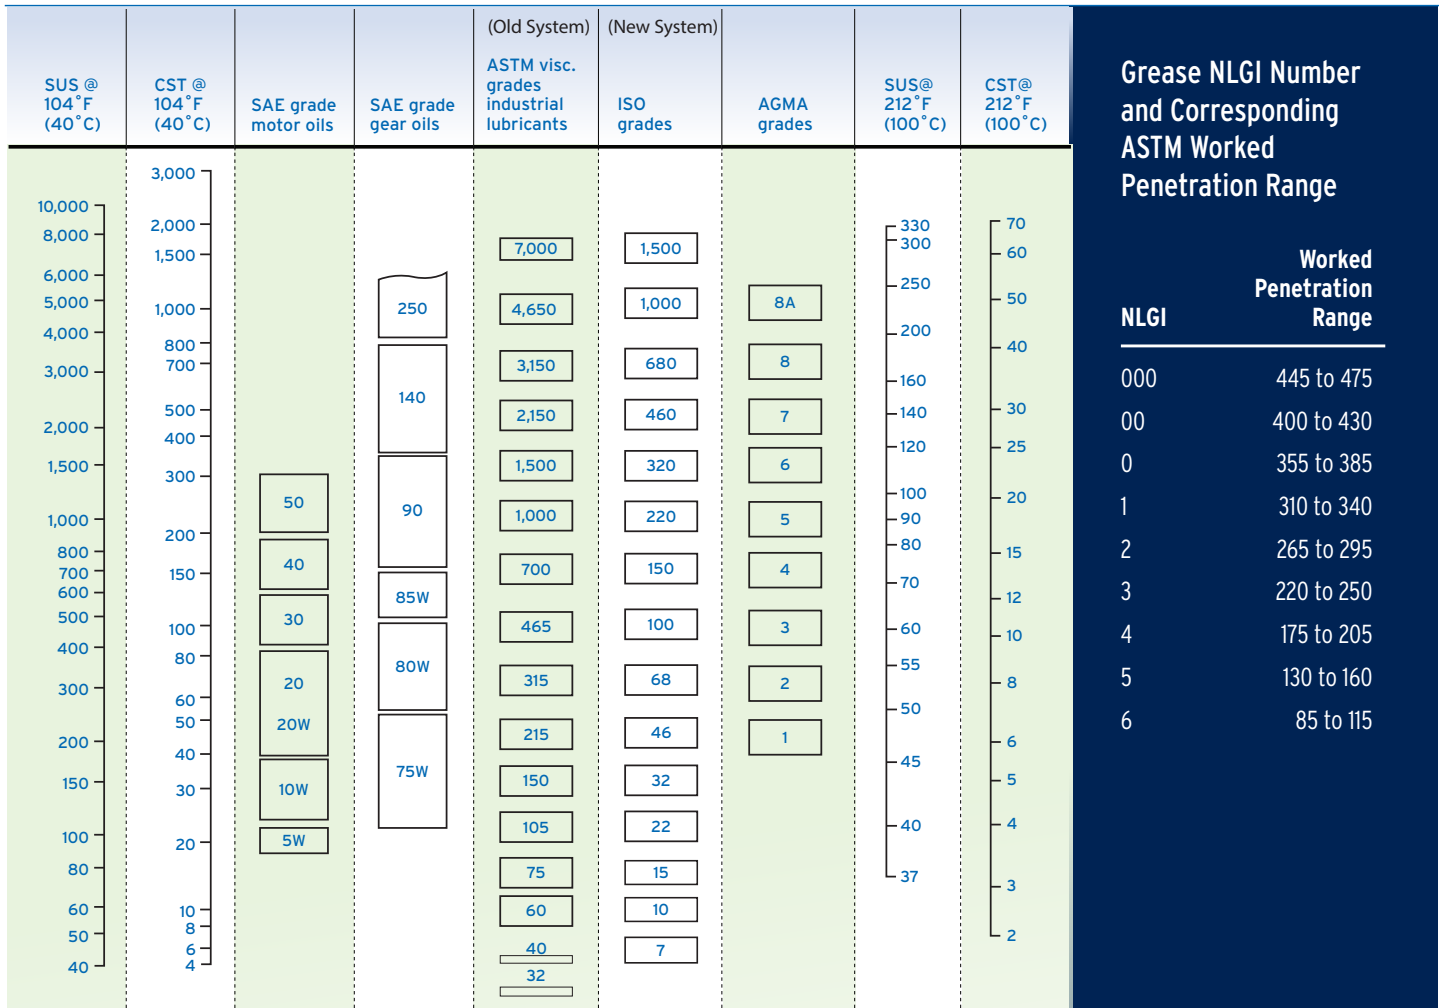 (Old System)
(New System)
SUS @
104°F
(40°C)
CST @
104°F
(40°C)
SAE grade
motor oils
SAE grade
gear oils
ASTM visc.
grades
industrial
lubricants
ISO
grades
AGMA
grades
SUS@
212°F
(100°C)
CST@
212°F
(100°C)
10,000
8,000
6,000
5,000
4,000
3,000
2,000
1,500
1,000
800
700
600
500
400
300
200
150
100
80
60
50
40
3,000
2,000
1,500
1,000
800
700
500
400
300
200
150
100
80
60
50
40
30
20
10
8
6
4
50
40
30
20
20W
10W
5W
250
140
90
85W
80W
75W
7,000
4,650
3,150
2,150
1,500
1,000
700
465
315
215
150
105
75
60
40
32
1,500
1,000
680
460
320
220
150
100
68
46
32
22
15
10
7
8A
8
7
6
5
4
3
2
1
330
300
250
200
160
140
120
100
90
80
70
60
55
50
45
40
37
70
60
50
40
30
25
20
15
12
10
8
6
5
4
3
2
Grease NLGI Number
and Corresponding
ASTM Worked
Penetration Range
Worked
Penetration
NLGI Range
000 445 to 475
00 400 to 430
0 355 to 385
1 310 to 340
2 265 to 295
3 220 to 250
4 175 to 205
5 130 to 160
6 85 to 115